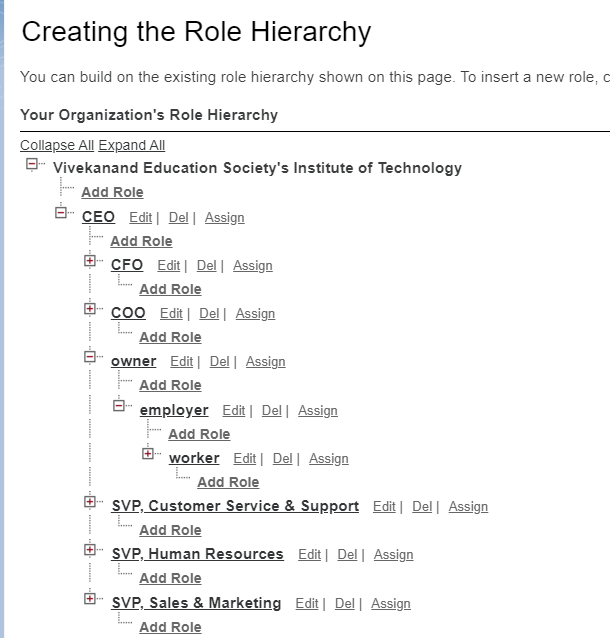 Creating the Role Hierarchy
You can build on the existing role hierarchy shown on this page. To insert a new role,
Your Organization's Role Hierarchy
Collapse All Expand All
Vivekanand Education Society's Institute of Technology
Add Role
CEO Edit | Del | Assign
Add Role
CFO Edit | Del | Assign
Add Role
COO Edit | Del | Assign
Add Role
owner Edit | Del | Assign
Add Role
employer Edit | Del | Assign
Add Role
worker Edit | Del | Assign
Add Role
SVP, Customer Service & Support Edit | Del | Assign
Add Role
SVP, Human Resources Edit | Del | Assign
Add Role
SVP, Sales & Marketing Edit | Del | Assign
Add Role